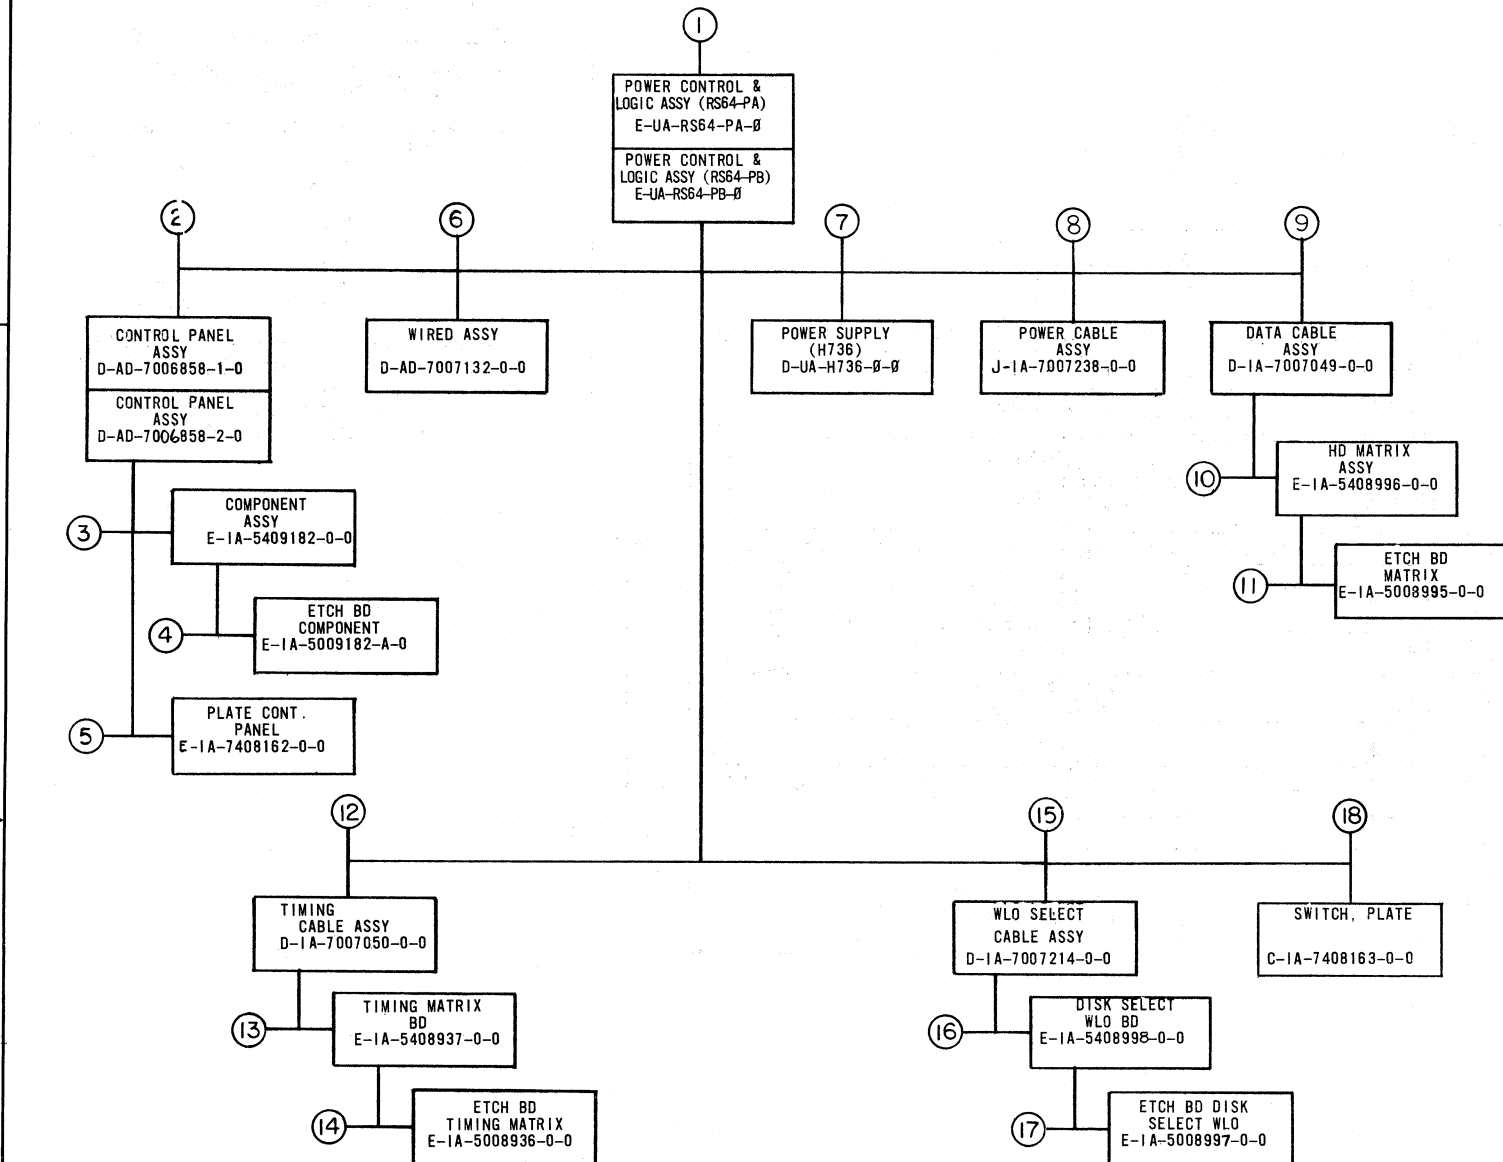 1
POWER CONTROL &
LOGIC ASSY (RS64-PA)
E-UA-RS64-PA-Ø
POWER CONTROL &
LOGIC ASSY (RS64-PB)
E-UA-RS64-PB-Ø
2
6
7
8
9
CONTROL PANEL
ASSY
D-AD-7006858-1-0
CONTROL PANEL
ASSY
D-AD-7006858-2-0
WIRED ASSY
D-AD-7007132-0-0
POWER SUPPLY
(H736)
D-UA-H736-Ø-Ø
POWER CABLE
ASSY
J-IA-7007238-0-0
DATA CABLE
ASSY
D-IA-7007049-0-0
3
COMPONENT
ASSY
E-IA-5409182-0-0
4
ETCH BD
COMPONENT
E-IA-5009182-A-0
5
PLATE CONT.
PANEL
E-IA-7408162-0-0
10
HD MATRIX
ASSY
E-IA-5408996-0-0
11
ETCH BD
MATRIX
E-IA-5008995-0-0
12
15
18
TIMING
CABLE ASSY
D-IA-7007050-0-0
13
TIMING MATRIX
BD
E-IA-5408937-0-0
14
ETCH BD
TIMING MATRIX
E-IA-5008936-0-0
WLO SELECT
CABLE ASSY
D-IA-7007214-0-0
16
DISK SELECT
WLO BD
E-IA-5408998-0-0
17
ETCH BD DISK
SELECT WLO
E-IA-5008997-0-0
SWITCH, PLATE
C-IA-7408163-0-0